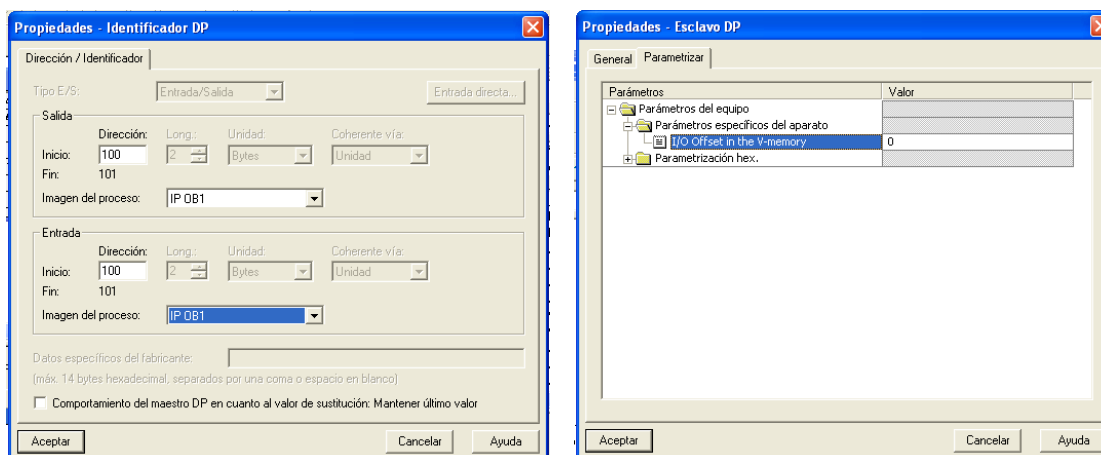 Propiedades - Identificador DP
Dirección / Identificador
Tipo E/S: Entrada/Salida Entrada directa...
Salida
Dirección: Long.: Unidad: Coherente vía:
Inicio: 100 2 Bytes Unidad
Fin: 101
Imagen del proceso: IP OB1
Entrada
Dirección: Long.: Unidad: Coherente vía:
Inicio: 100 2 Bytes Unidad
Fin: 101
Imagen del proceso: IP OB1
Datos específicos del fabricante:
(máx. 14 bytes hexadecimal, separados por una coma o espacio en blanco)
Comportamiento del maestro DP en cuanto al valor de sustitución: Mantener último valor
Aceptar Cancelar Ayuda
Propiedades - Esclavo DP
General Parametrizar
Parámetros Valor
Parámetros del equipo
Parámetros específicos del aparato
I/O Offset in the V-memory 0
Parametrización hex.
Aceptar Cancelar Ayuda